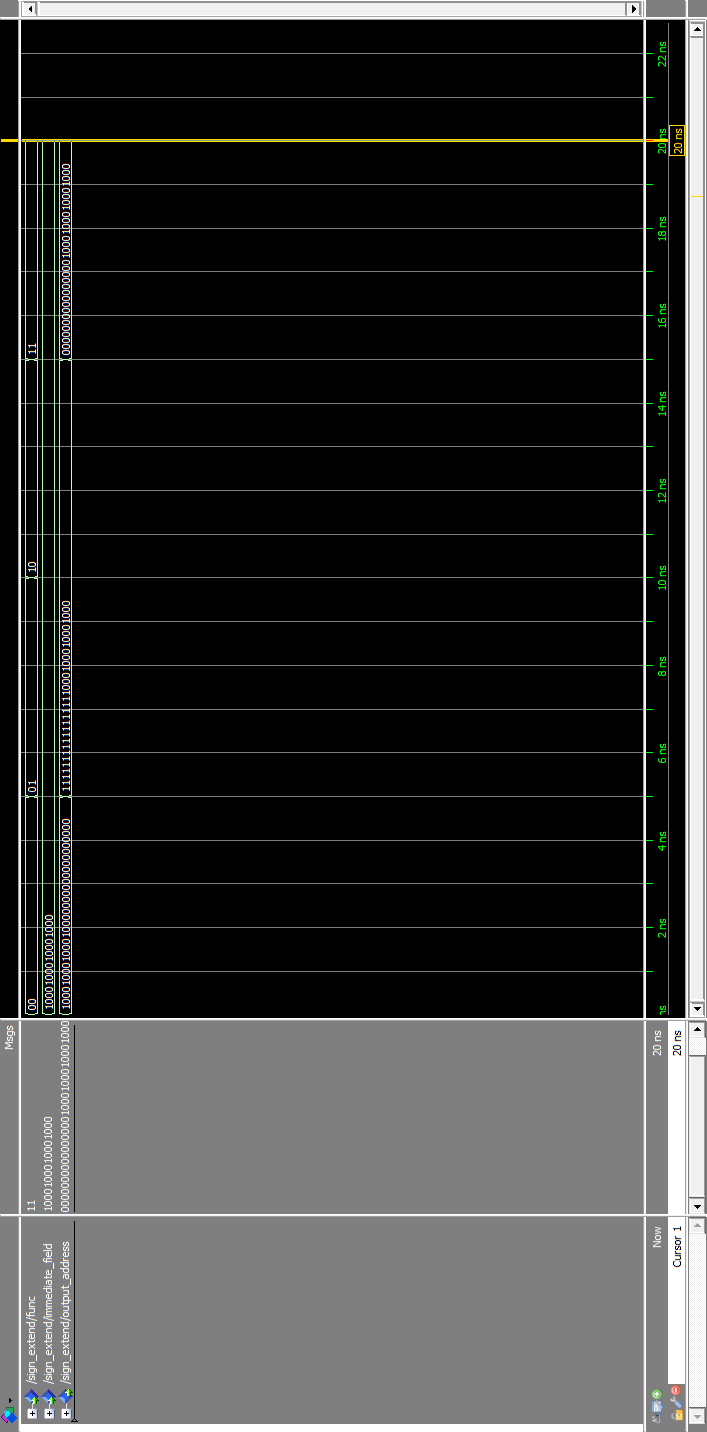 Msgs
/sign_extend/func 11 00 01 10 11
/sign_extend/immediate_field 1000100010001000 1000100010001000
/sign_extend/output_address 00000000000000001000100010001000 10001000100010000000000000000000 11111111111111111000100010001000 00000000000000001000100010001000
Now 20 ns ns 2 ns 4 ns 6 ns 8 ns 10 ns 12 ns 14 ns 16 ns 18 ns 20 ns 22 ns
Cursor 1 20 ns 20 ns